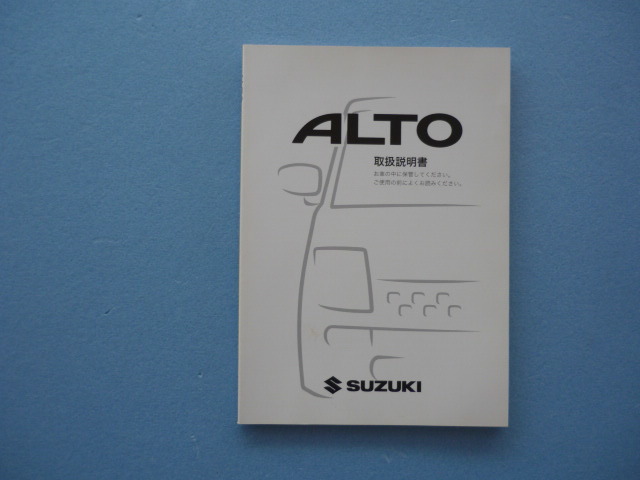 ALTO
取扱説明書
お車の中に保管してください。
ご使用の前によくお読みください。
SUZUKI